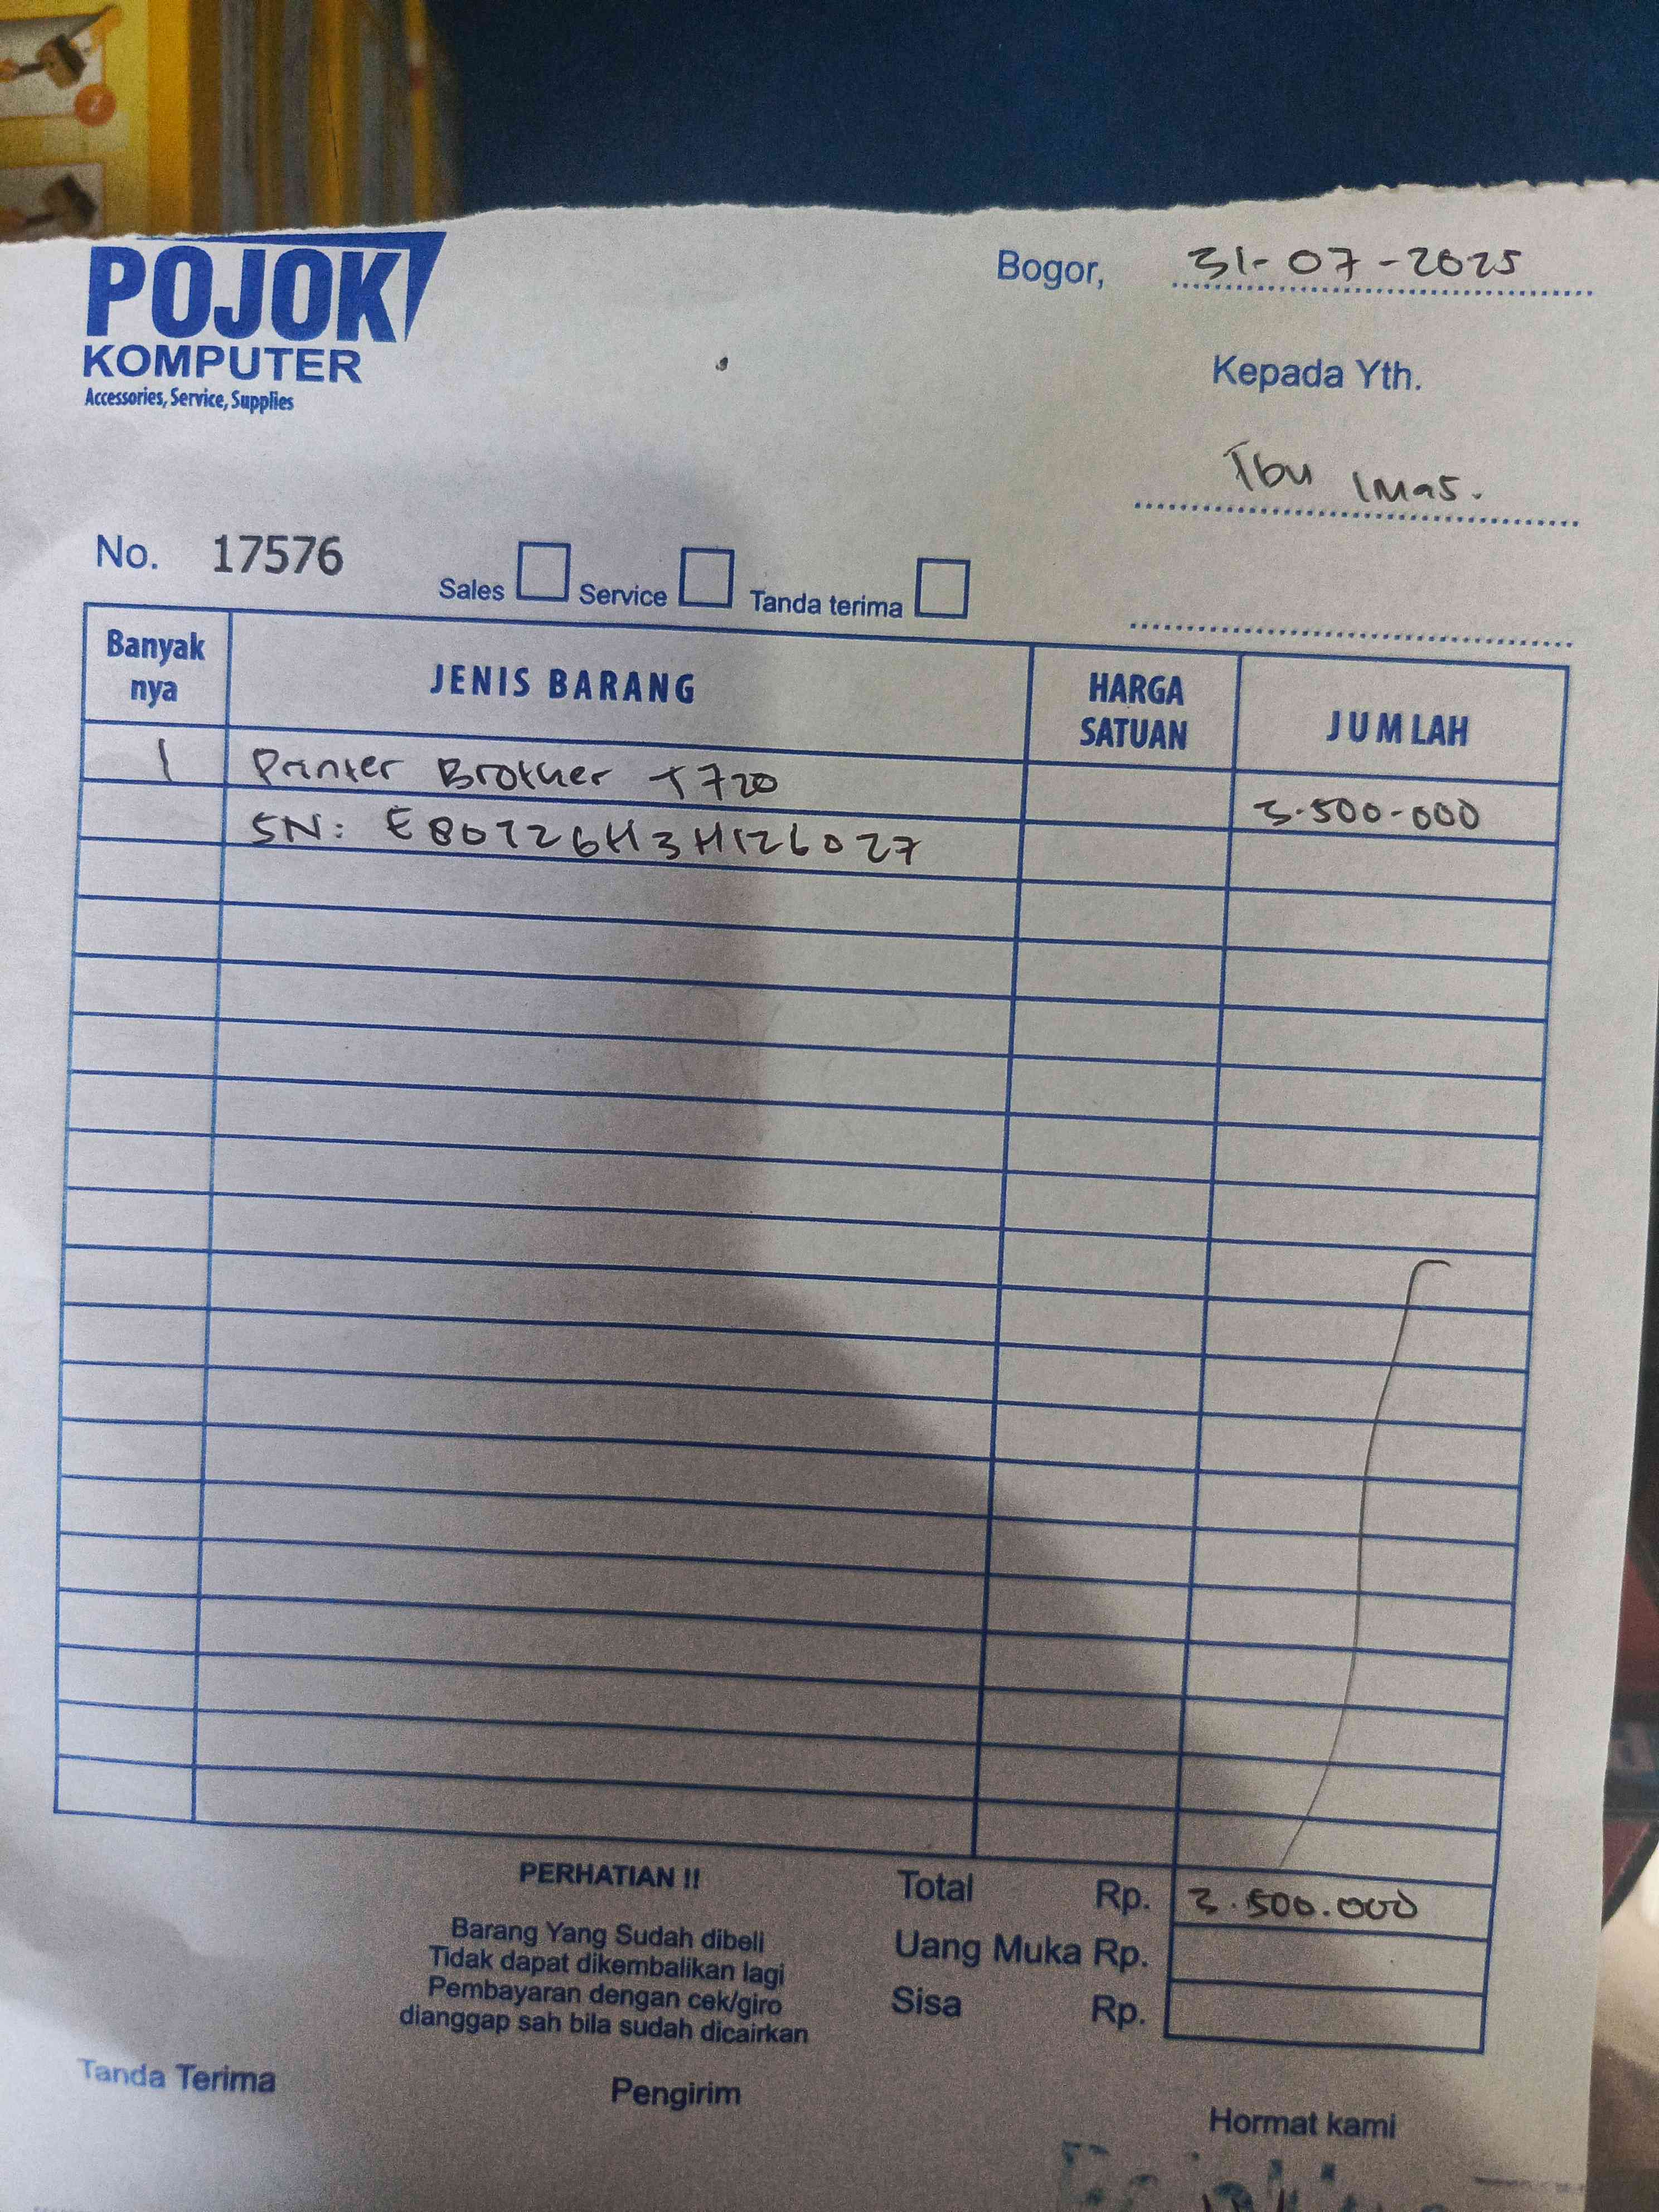 POJOK
KOMPUTER
Accessories, Service, Supplies
Bogor, 31-07-2025
Kepada Yth.
Ibu Imas.
No. 17576
Sales Service Tanda terima
Banyak nya JENIS BARANG HARGA SATUAN JUMLAH
1 Printer Brother T720 3.500-000
SN: E80726H3H126027
Total Rp. 3.500.000
Uang Muka Rp.
Sisa Rp.
PERHATIAN !!
Barang Yang Sudah dibeli
Tidak dapat dikembalikan lagi
Pembayaran dengan cek/giro
dianggap sah bila sudah dicairkan
Tanda Terima Pengirim Hormat kami